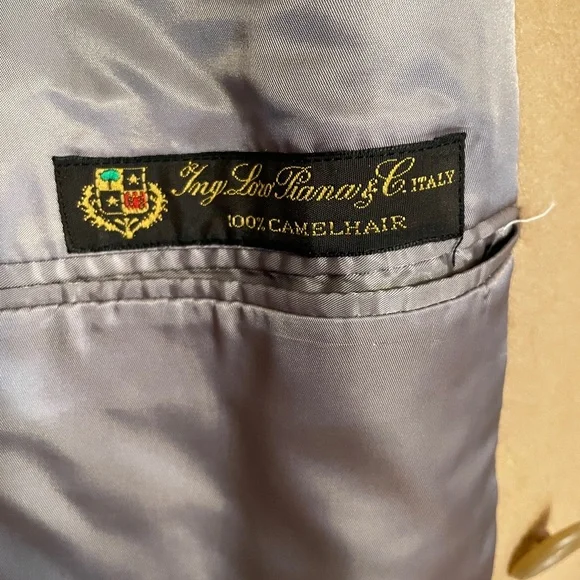 Ing. Loro Piana & C. ITALY
100% CAMELHAIR